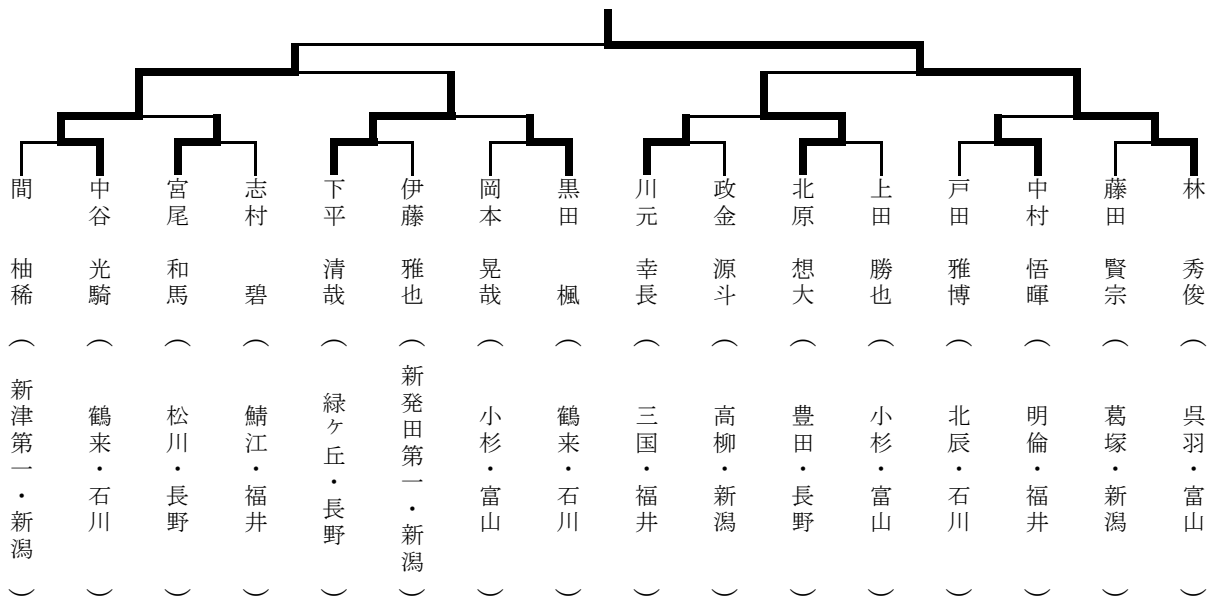 間 柚稀（新津第一・新潟）
中谷 光騎（鶴来・石川）
宮尾 和馬（松川・長野）
志村 碧（鯖江・福井）
下平 清哉（緑ヶ丘・長野）
伊藤 雅也（新発田第一・新潟）
岡本 晃哉（小杉・富山）
黒田 楓（鶴来・石川）
川元 幸長（三国・福井）
政金 源斗（高柳・新潟）
北原 想大（豊田・長野）
上田 勝也（小杉・富山）
戸田 雅博（北辰・石川）
中村 悟暉（明倫・福井）
藤田 賢宗（葛塚・新潟）
林 秀俊（呉羽・富山）